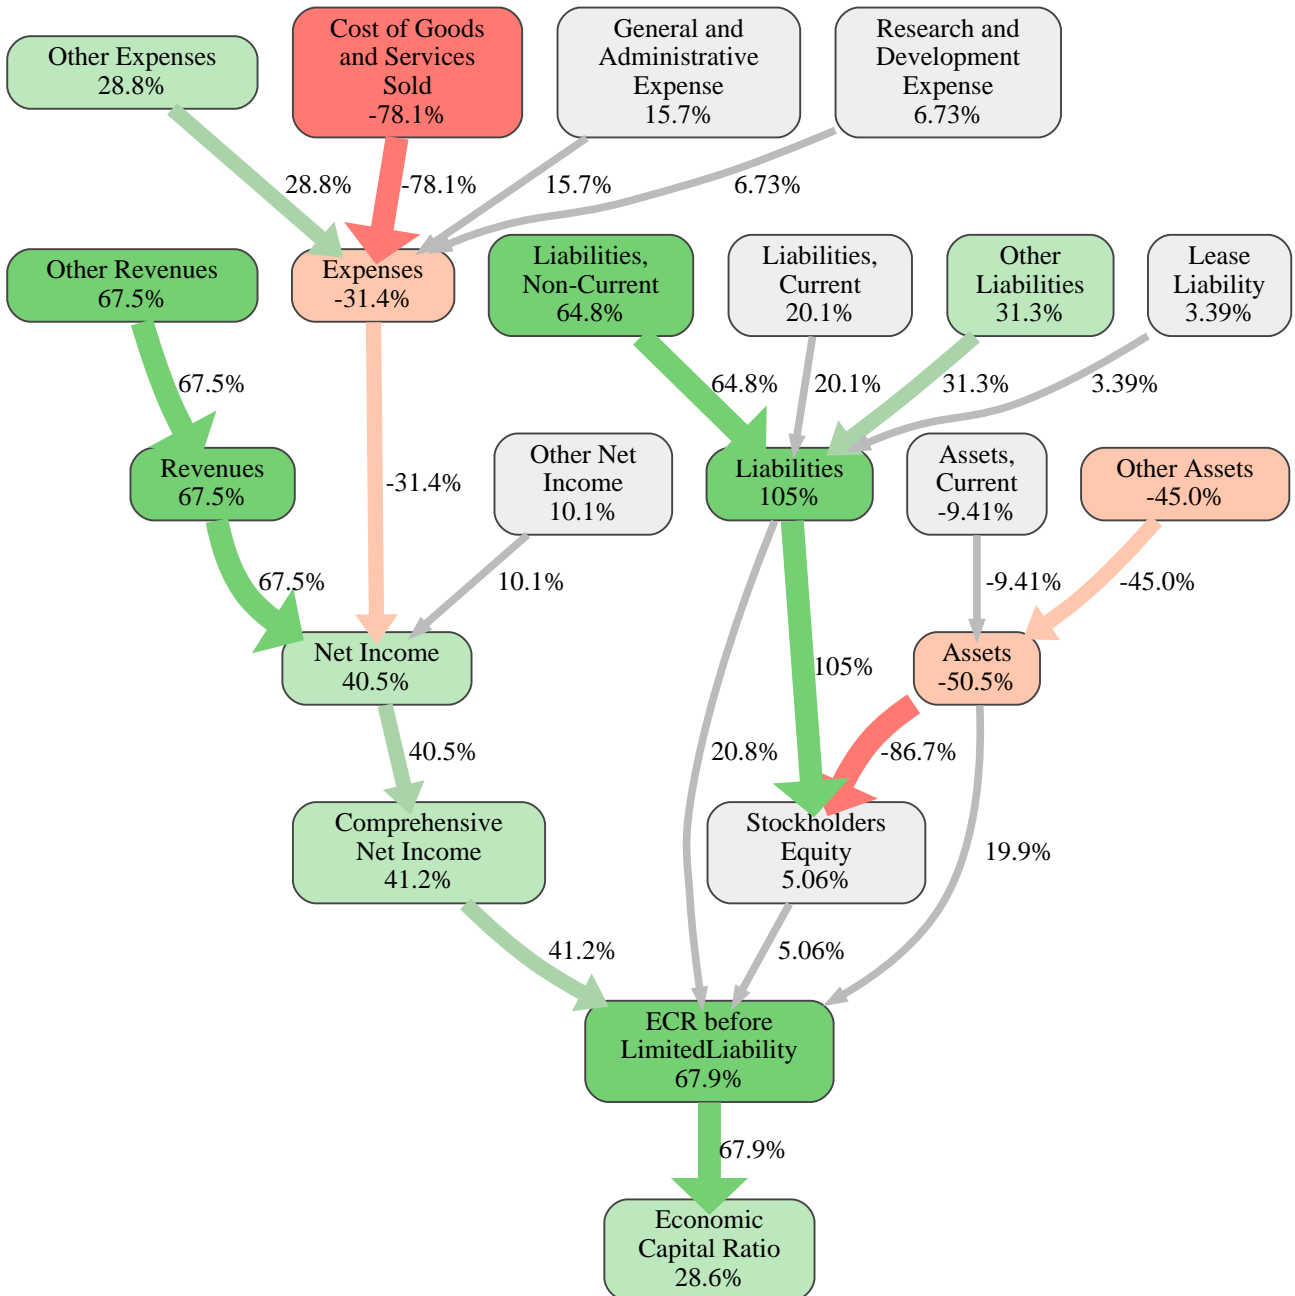 Other Expenses
28.8%
Cost of Goods
and Services
Sold
-78.1%
General and
Administrative
Expense
15.7%
Research and
Development
Expense
6.73%
28.8%
-78.1%
15.7%
6.73%
Other Revenues
67.5%
Expenses
-31.4%
Liabilities,
Non-Current
64.8%
Liabilities,
Current
20.1%
Other
Liabilities
31.3%
Lease
Liability
3.39%
67.5%
64.8%
20.1%
31.3%
3.39%
Revenues
67.5%
-31.4%
Other Net
Income
10.1%
Liabilities
105%
Assets,
Current
-9.41%
Other Assets
-45.0%
67.5%
10.1%
-9.41%
-45.0%
Net Income
40.5%
105%
Assets
-50.5%
40.5%
20.8%
-86.7%
Comprehensive
Net Income
41.2%
Stockholders
Equity
5.06%
19.9%
41.2%
5.06%
ECR before
LimitedLiability
67.9%
67.9%
Economic
Capital Ratio
28.6%